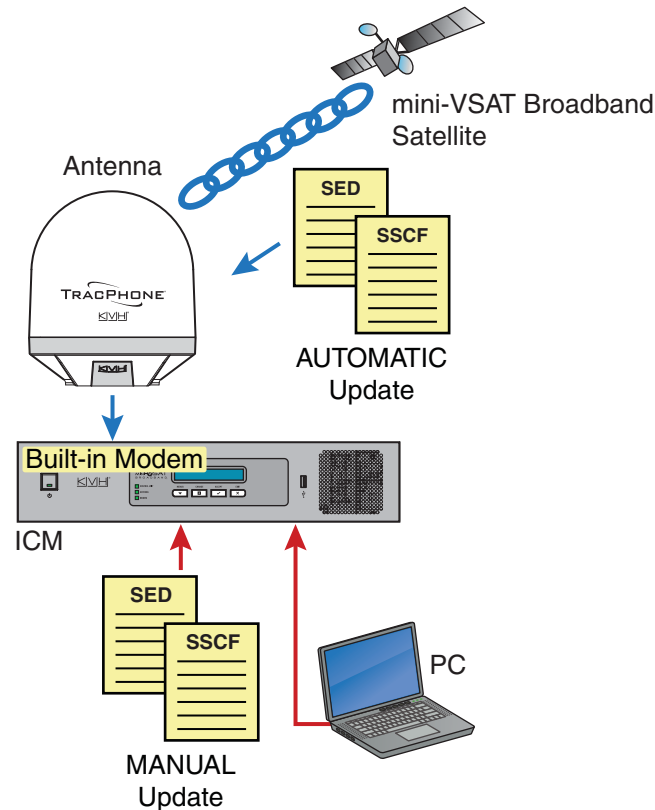 mini-VSAT Broadband
Satellite
Antenna
SED
SSCF
TRACPHONE
KVH
KVH
AUTOMATIC
Update
Built-in Modem
KVH
BROADBAND
ICM
SED
SSCF
PC
MANUAL
Update